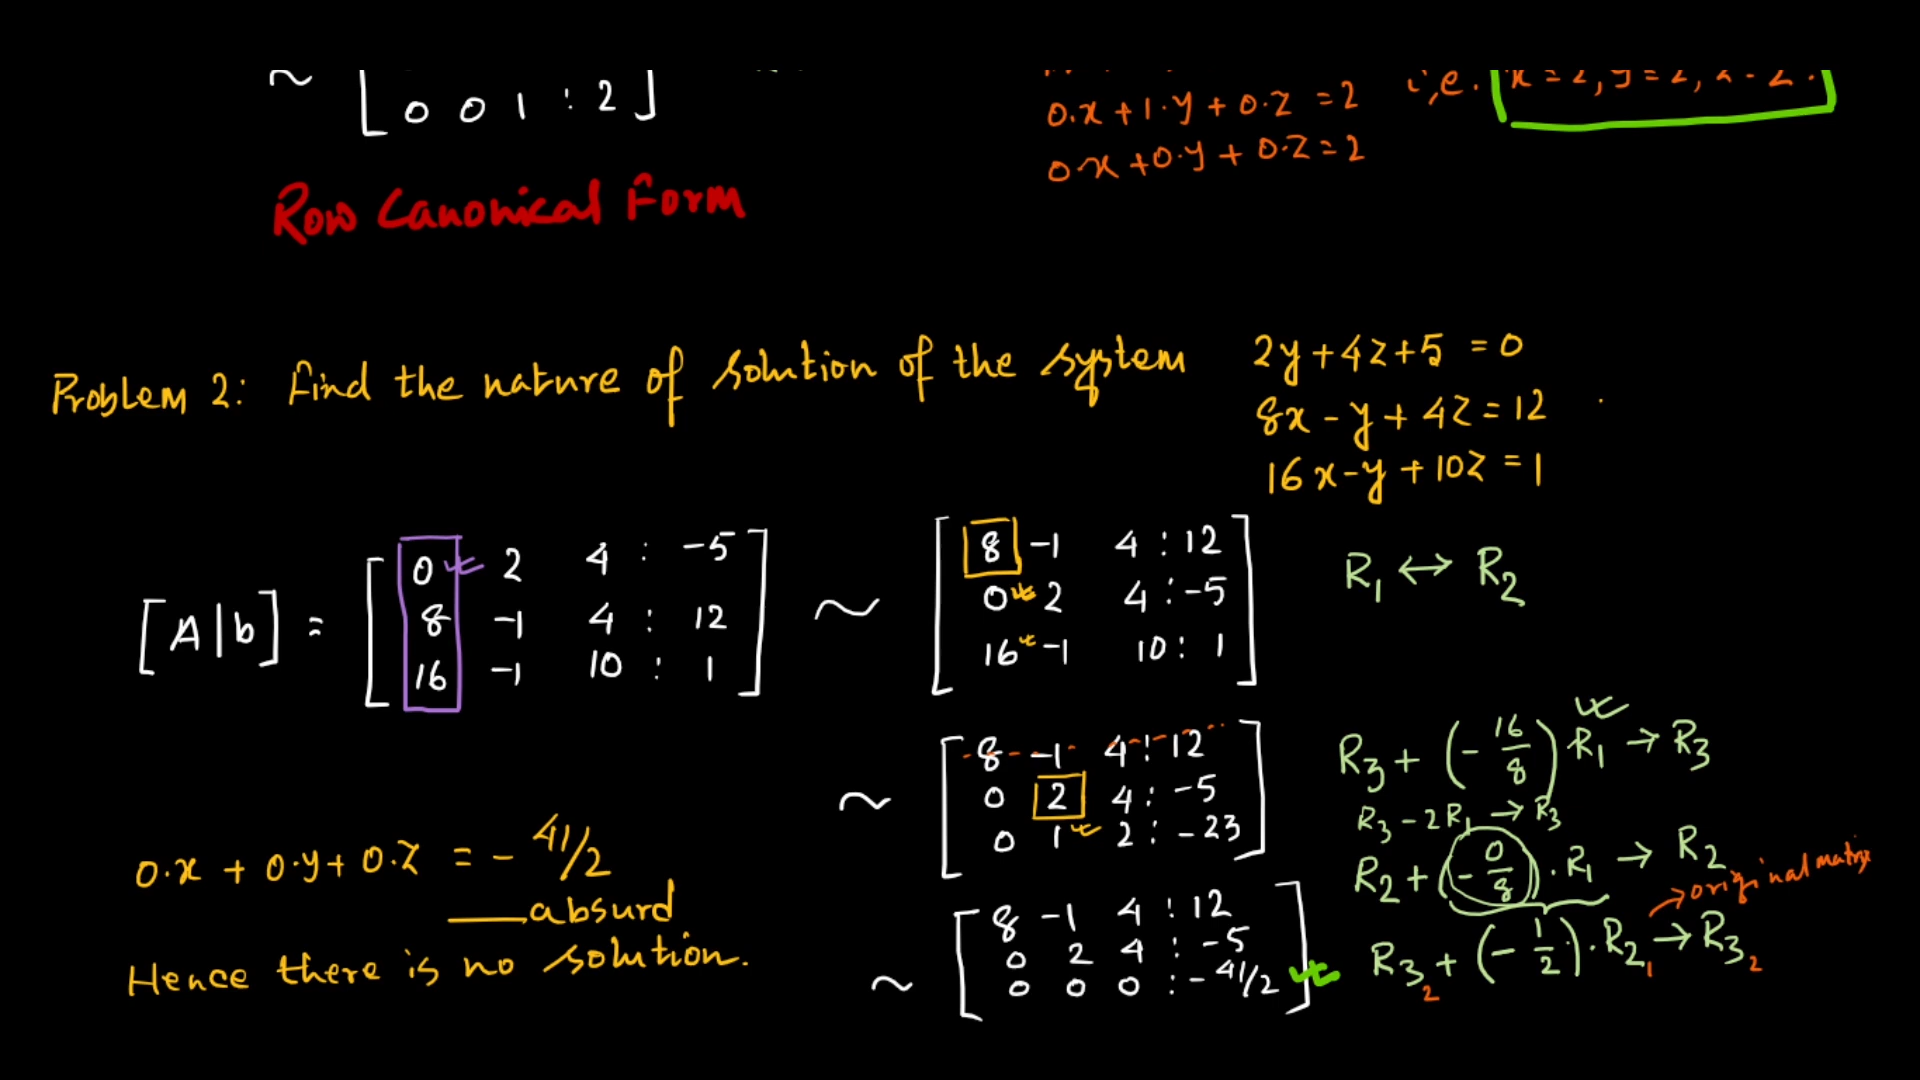 ~ [ 0 0 1 : 2 ]
0.x + 1.y + 0.z = 2 i,e. x = 2, y = 2, z = 2.
0.x + 0.y + 0.z = 2
Row Canonical Form
Problem 2: Find the nature of solution of the system 2y + 4z + 5 = 0
8x - y + 4z = 12
16x - y + 10z = 1
[A|b] = [ 0 2 4 : -5
8 -1 4 : 12
16 -1 10 : 1 ]
~ [ 8 -1 4 : 12
0 2 4 : -5
16 -1 10 : 1 ]
R1 ↔ R2
~ [ 8 -1 4 : 12
0 2 4 : -5
0 1 2 : -23 ]
R3 + (-16/8) R1 → R3
R3 - 2R1 → R3
R2 + (-0/8) . R1 → R2
→ original matrix
~ [ 8 -1 4 : 12
0 2 4 : -5
0 0 0 : -41/2 ]
R3 + (-1/2) . R2 → R3
2 1 2
0.x + 0.y + 0.z = -41/2
absurd
Hence there is no solution.